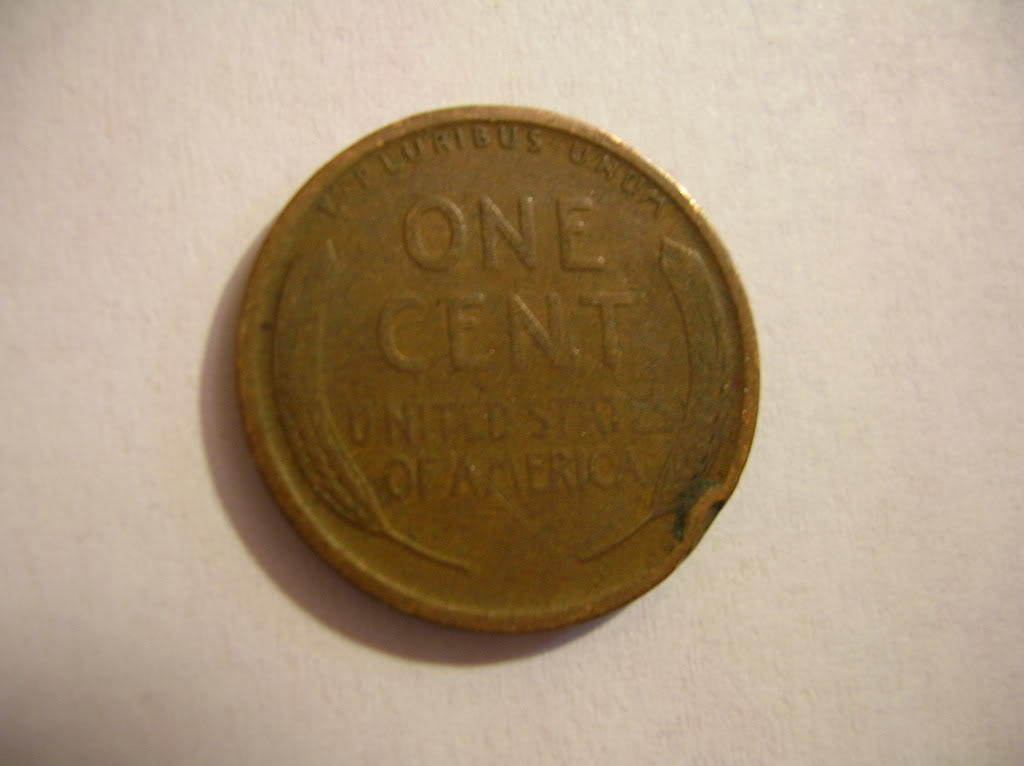 E PLURIBUS UNUM
ONE
CENT
UNITED STATES
OF AMERICA